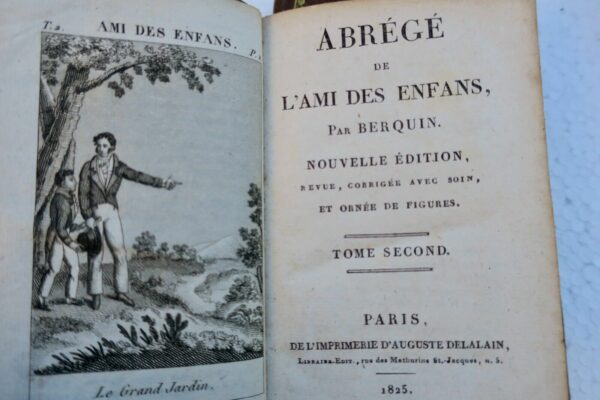 T. 2. AMI DES ENFANS. P.
Le Grand Jardin.
ABRÉGÉ
DE
L'AMI DES ENFANS,
PAR BERQUIN.
NOUVELLE ÉDITION,
REVUE, CORRIGÉE AVEC SOIN,
ET ORNÉE DE FIGURES.
TOME SECOND.
PARIS,
DE L'IMPRIMERIE D'AUGUSTE DELALAIN,
LIBRAIRE-EDIT., rue des Mathurins St.-Jacques, n. 5.
1825.